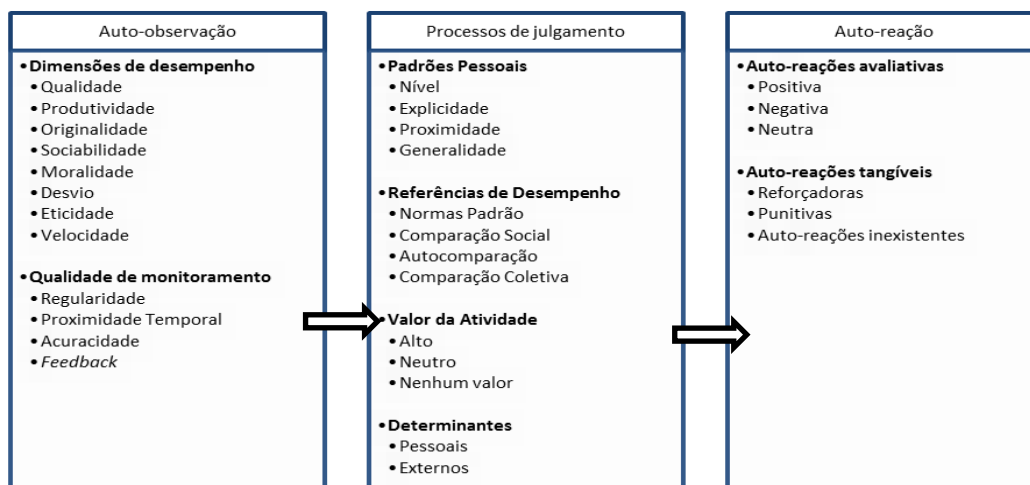 Auto-observação
•Dimensões de desempenho
•Qualidade
•Produtividade
•Originalidade
•Sociabilidade
•Moralidade
•Desvio
•Eticidade
•Velocidade
•Qualidade de monitoramento
•Regularidade
•Proximidade Temporal
•Acuracidade
•Feedback
Processos de julgamento
•Padrões Pessoais
•Nível
•Explicidade
•Proximidade
•Generalidade
•Referências de Desempenho
•Normas Padrão
•Comparação Social
•Autocomparação
•Comparação Coletiva
•Valor da Atividade
•Alto
•Neutro
•Nenhum valor
•Determinantes
•Pessoais
•Externos
Auto-reação
•Auto-reações avaliativas
•Positiva
•Negativa
•Neutra
•Auto-reações tangíveis
•Reforçadoras
•Punitivas
•Auto-reações inexistentes